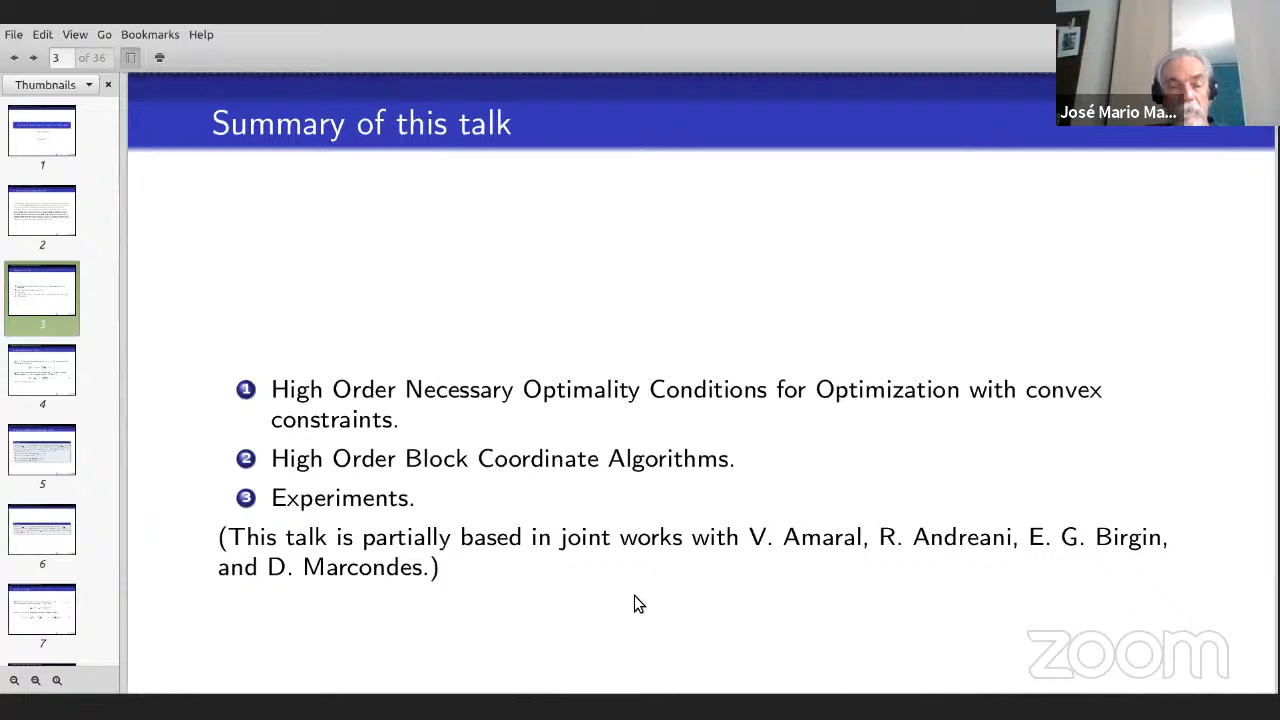 File Edit View Go Bookmarks Help
3 of 36
Thumbnails
Summary of this talk
José Mario Ma...
1
2
3
4
5
6
7
1 High Order Necessary Optimality Conditions for Optimization with convex
constraints.
2 High Order Block Coordinate Algorithms.
3 Experiments.
(This talk is partially based in joint works with V. Amaral, R. Andreani, E. G. Birgin,
and D. Marcondes.)
zoom